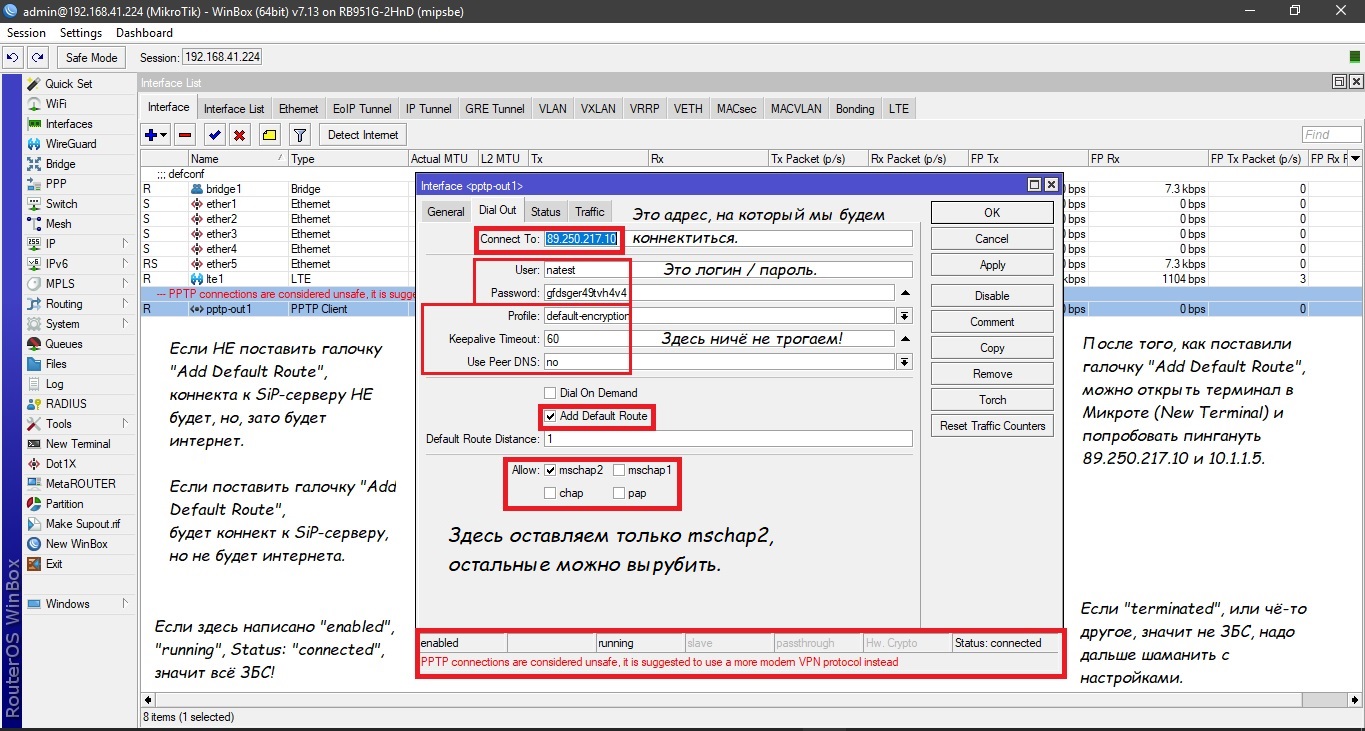 admin@192.168.41.224 (MikroTik) - WinBox (64bit) v7.13 on RB951G-2HnD (mipsbe)
Session Settings Dashboard
Safe Mode Session: 192.168.41.224
Quick Set
WiFi
Interfaces
WireGuard
Bridge
PPP
Switch
Mesh
IP
IPv6
MPLS
Routing
System
Queues
Files
Log
RADIUS
Tools
New Terminal
Dot1X
MetaROUTER
Partition
Make Supout.rif
New WinBox
Exit
Windows
RouterOS WinBox
Interface List
Interface Interface List Ethernet EoIP Tunnel IP Tunnel GRE Tunnel VLAN VXLAN VRRP VETH MACsec MACVLAN Bonding LTE
Detect Internet Find
Name Type Actual MTU L2 MTU Tx Rx Tx Packet (p/s) Rx Packet (p/s) FP Tx FP Rx FP Tx Packet (p/s) FP Rx F
;;; defconf
R bridge1 Bridge 0 bps 7.3 kbps 0
S ether1 Ethernet 0 bps 0 bps 0
S ether2 Ethernet 0 bps 0 bps 0
S ether3 Ethernet 0 bps 0 bps 0
S ether4 Ethernet 0 bps 0 bps 0
RS ether5 Ethernet 0 bps 7.3 kbps 0
R lte1 LTE kbps 1104 bps 3
--- PPTP connections are considered unsafe, it is sugge
R pptp-out1 PPTP Client 0 bps 0 bps 0
Interface <pptp-out1>
General Dial Out Status Traffic
Connect To: 89.250.217.10
User: natest
Password: gfdsger49tvh4v4
Profile: default-encryption
Keepalive Timeout: 60
Use Peer DNS: no
Dial On Demand
Add Default Route
Default Route Distance: 1
Allow: mschap2 mschap1
chap pap
OK
Cancel
Apply
Disable
Comment
Copy
Remove
Torch
Reset Traffic Counters
Это адрес, на который мы будем
коннектиться.
Это логин / пароль.
Здесь ничё не трогаем!
Здесь оставляем только mschap2,
остальные можно вырубить.
enabled running slave passthrough Hw. Crypto Status: connected
PPTP connections are considered unsafe, it is suggested to use a more modern VPN protocol instead
Если НЕ поставить галочку
"Add Default Route",
коннекта к SiP-серверу НЕ
будет, но, зато будет
интернет.
Если поставить галочку "Add
Default Route",
будет коннект к SiP-серверу,
но не будет интернета.
Если здесь написано "enabled",
"running", Status: "connected",
значит всё ЗБС!
После того, как поставили
галочку "Add Default Route",
можно открыть терминал в
Микроте (New Terminal) и
попробовать пингануть
89.250.217.10 и 10.1.1.5.
Если "terminated", или чё-то
другое, значит не ЗБС, надо
дальше шаманить с
настройками.
8 items (1 selected)